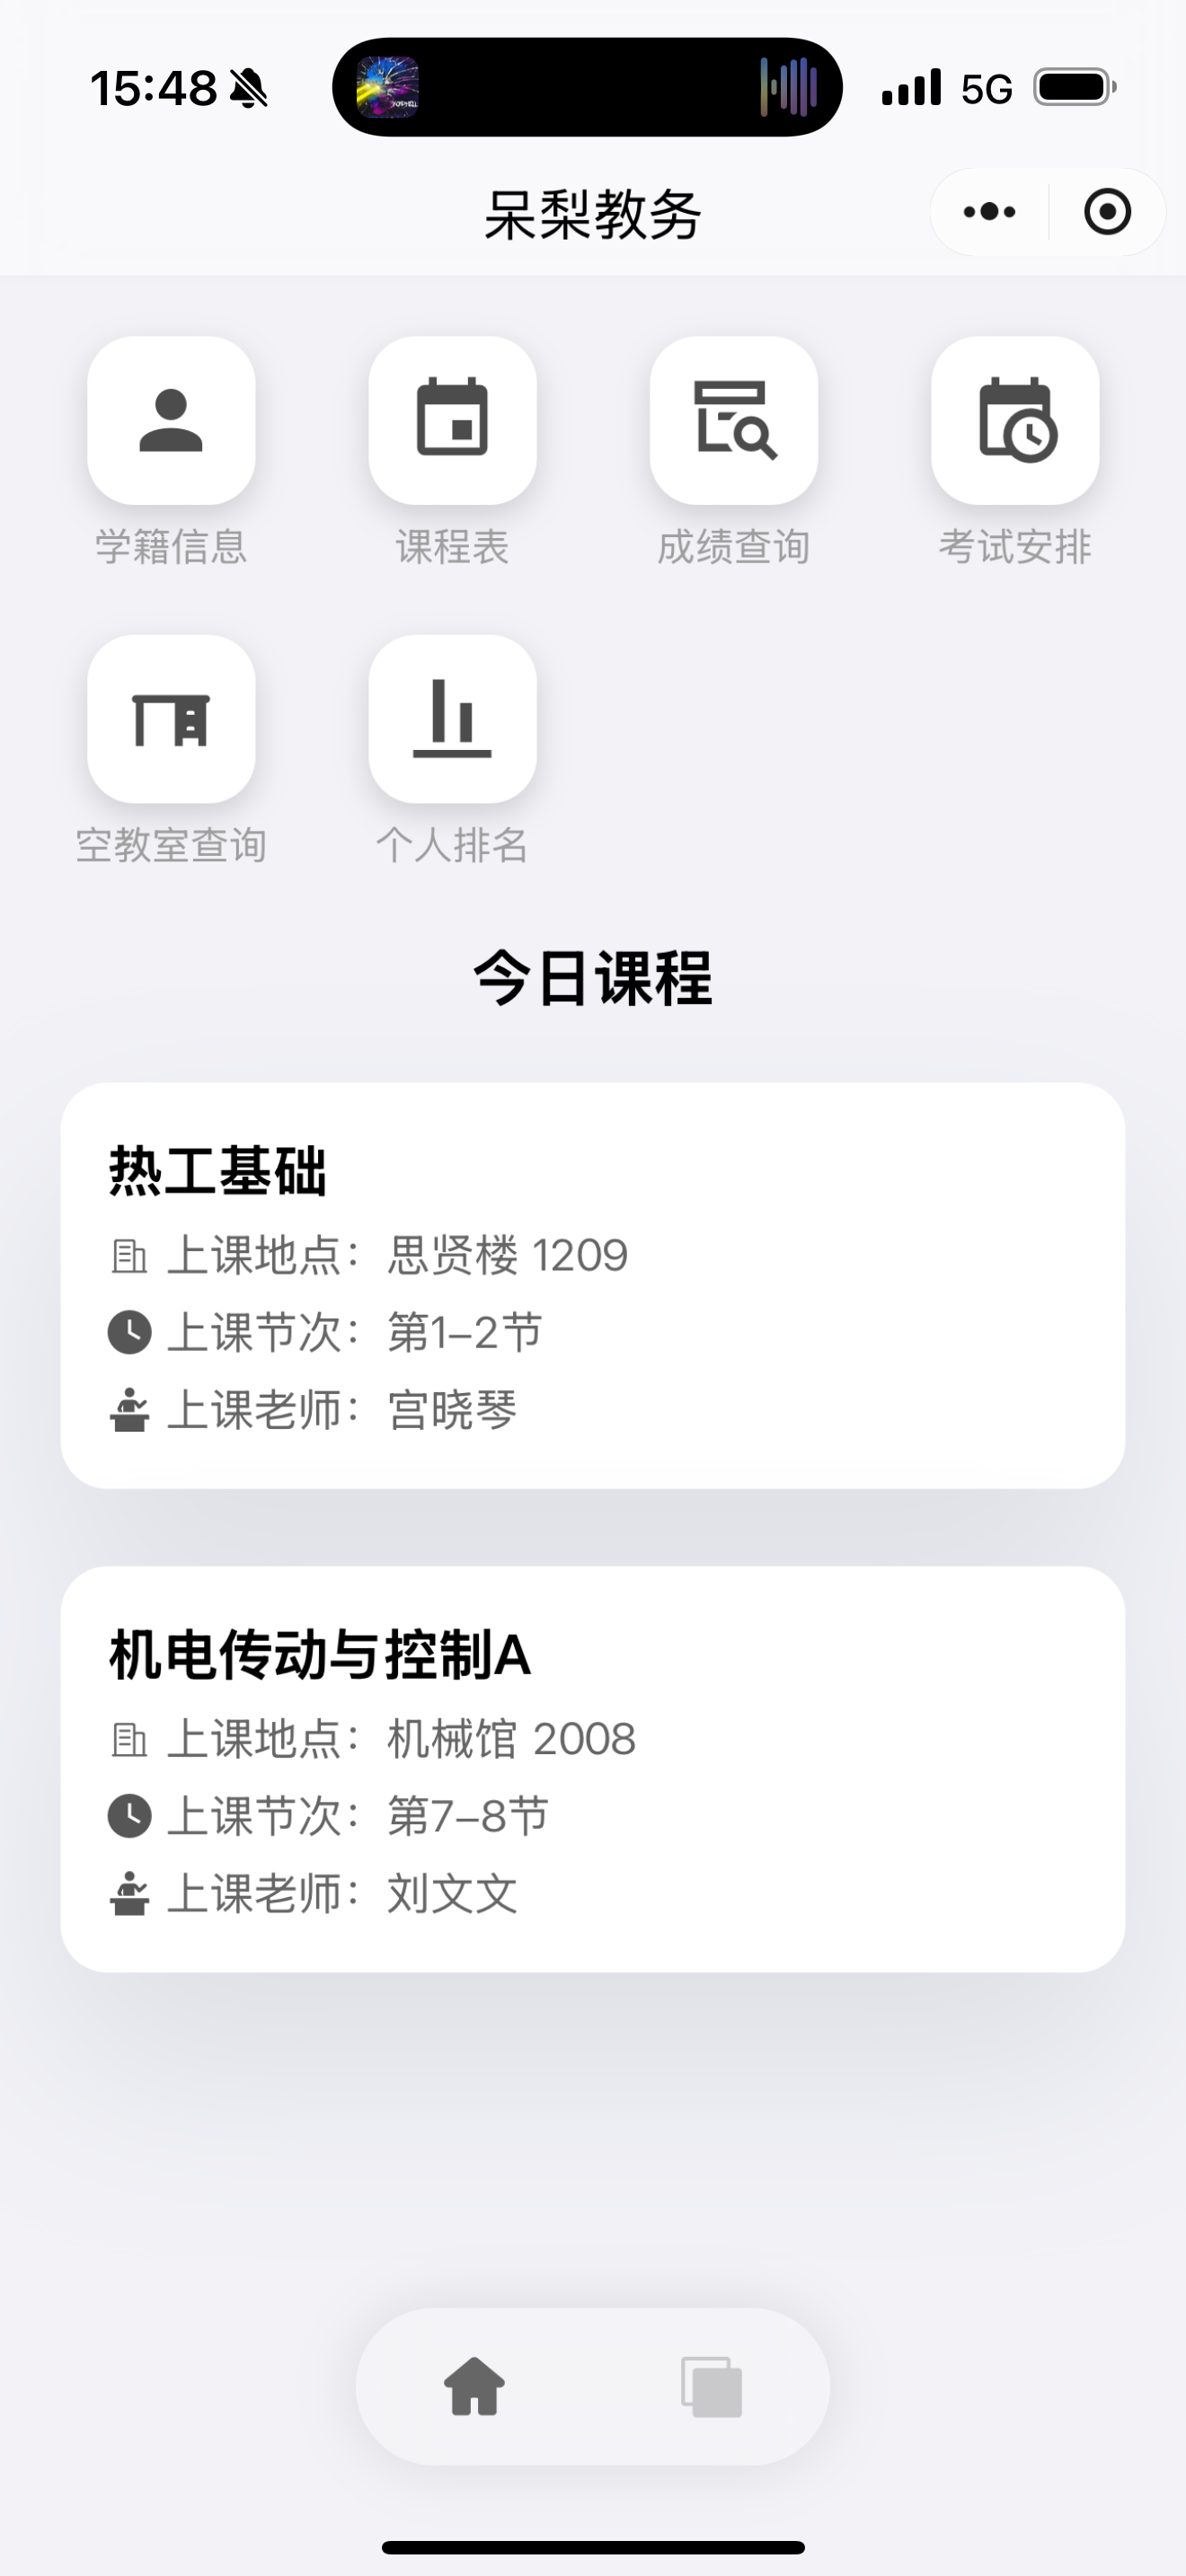 15:48
5G
呆梨教务
学籍信息 课程表 成绩查询 考试安排
空教室查询 个人排名
今日课程
热工基础
上课地点：思贤楼 1209
上课节次：第1-2节
上课老师：宫晓琴
机电传动与控制A
上课地点：机械馆 2008
上课节次：第7-8节
上课老师：刘文文